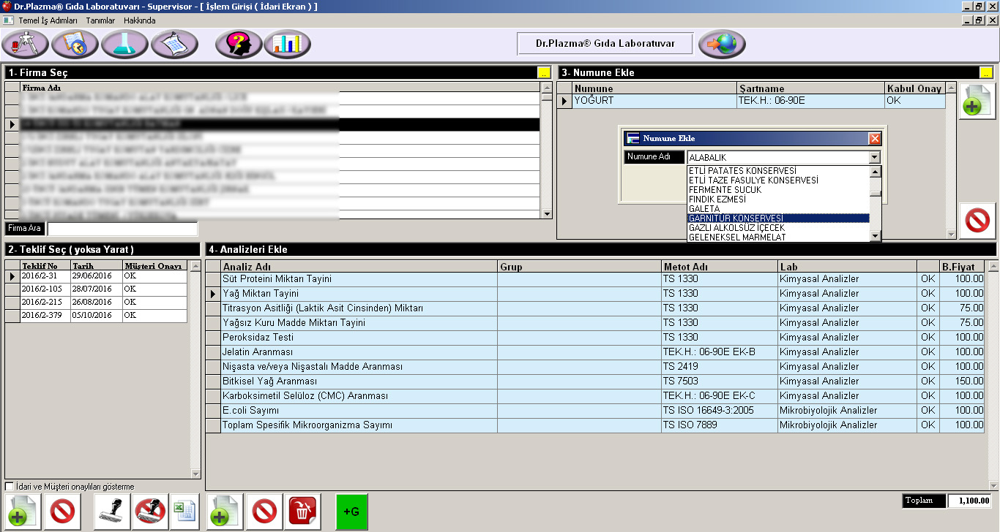 Dr.Plazma® Gıda Laboratuvarı - Supervisor - [ İşlem Girişi ( İdari Ekran ) ]
Temel İş Adımları Tanımlar Hakkında
Dr.Plazma® Gıda Laboratuvar
1- Firma Seç ..
Firma Adı
Firma Ara
3- Numune Ekle ..
Numune Şartname Kabul Onay
YOĞURT TEK.H.: 06-90E OK
Numune Ekle
Numune Adı ALABALIK
ETLİ PATATES KONSERVESİ
ETLİ TAZE FASULYE KONSERVESİ
FERMENTE SUCUK
FINDIK EZMESİ
GALETA
GARNİTÜR KONSERVESİ
GAZLI ALKOLSÜZ İÇECEK
GELENEKSEL MARMELAT
2- Teklif Seç ( yoksa Yarat )
Teklif No Tarih Müşteri Onayı
2016/2-31 29/06/2016 OK
2016/2-105 28/07/2016 OK
2016/2-215 26/08/2016 OK
2016/2-379 05/10/2016 OK
İdari ve Müşteri onaylıları gösterme
4- Analizleri Ekle
Analiz Adı Grup Metot Adı Lab B.Fiyat
Süt Proteini Miktarı Tayini TS 1330 Kimyasal Analizler OK 100.00
Yağ Miktarı Tayini TS 1330 Kimyasal Analizler OK 100.00
Titrasyon Asitliği (Laktik Asit Cinsinden) Miktarı TS 1330 Kimyasal Analizler OK 75.00
Yağsız Kuru Madde Miktarı Tayini TS 1330 Kimyasal Analizler OK 75.00
Peroksidaz Testi TS 1330 Kimyasal Analizler OK 100.00
Jelatin Aranması TEK.H.: 06-90E EK-B Kimyasal Analizler OK 100.00
Nişasta ve/veya Nişastalı Madde Aranması TS 2419 Kimyasal Analizler OK 100.00
Bitkisel Yağ Aranması TS 7503 Kimyasal Analizler OK 150.00
Karboksimetil Selüloz (CMC) Aranması TEK.H.: 06-90E EK-C Kimyasal Analizler OK 100.00
E.coli Sayımı TS ISO 16649-3:2005 Mikrobiyolojik Analizler OK 100.00
Toplam Spesifik Mikroorganizma Sayımı TS ISO 7889 Mikrobiyolojik Analizler OK 100.00
+G
Toplam 1,100.00